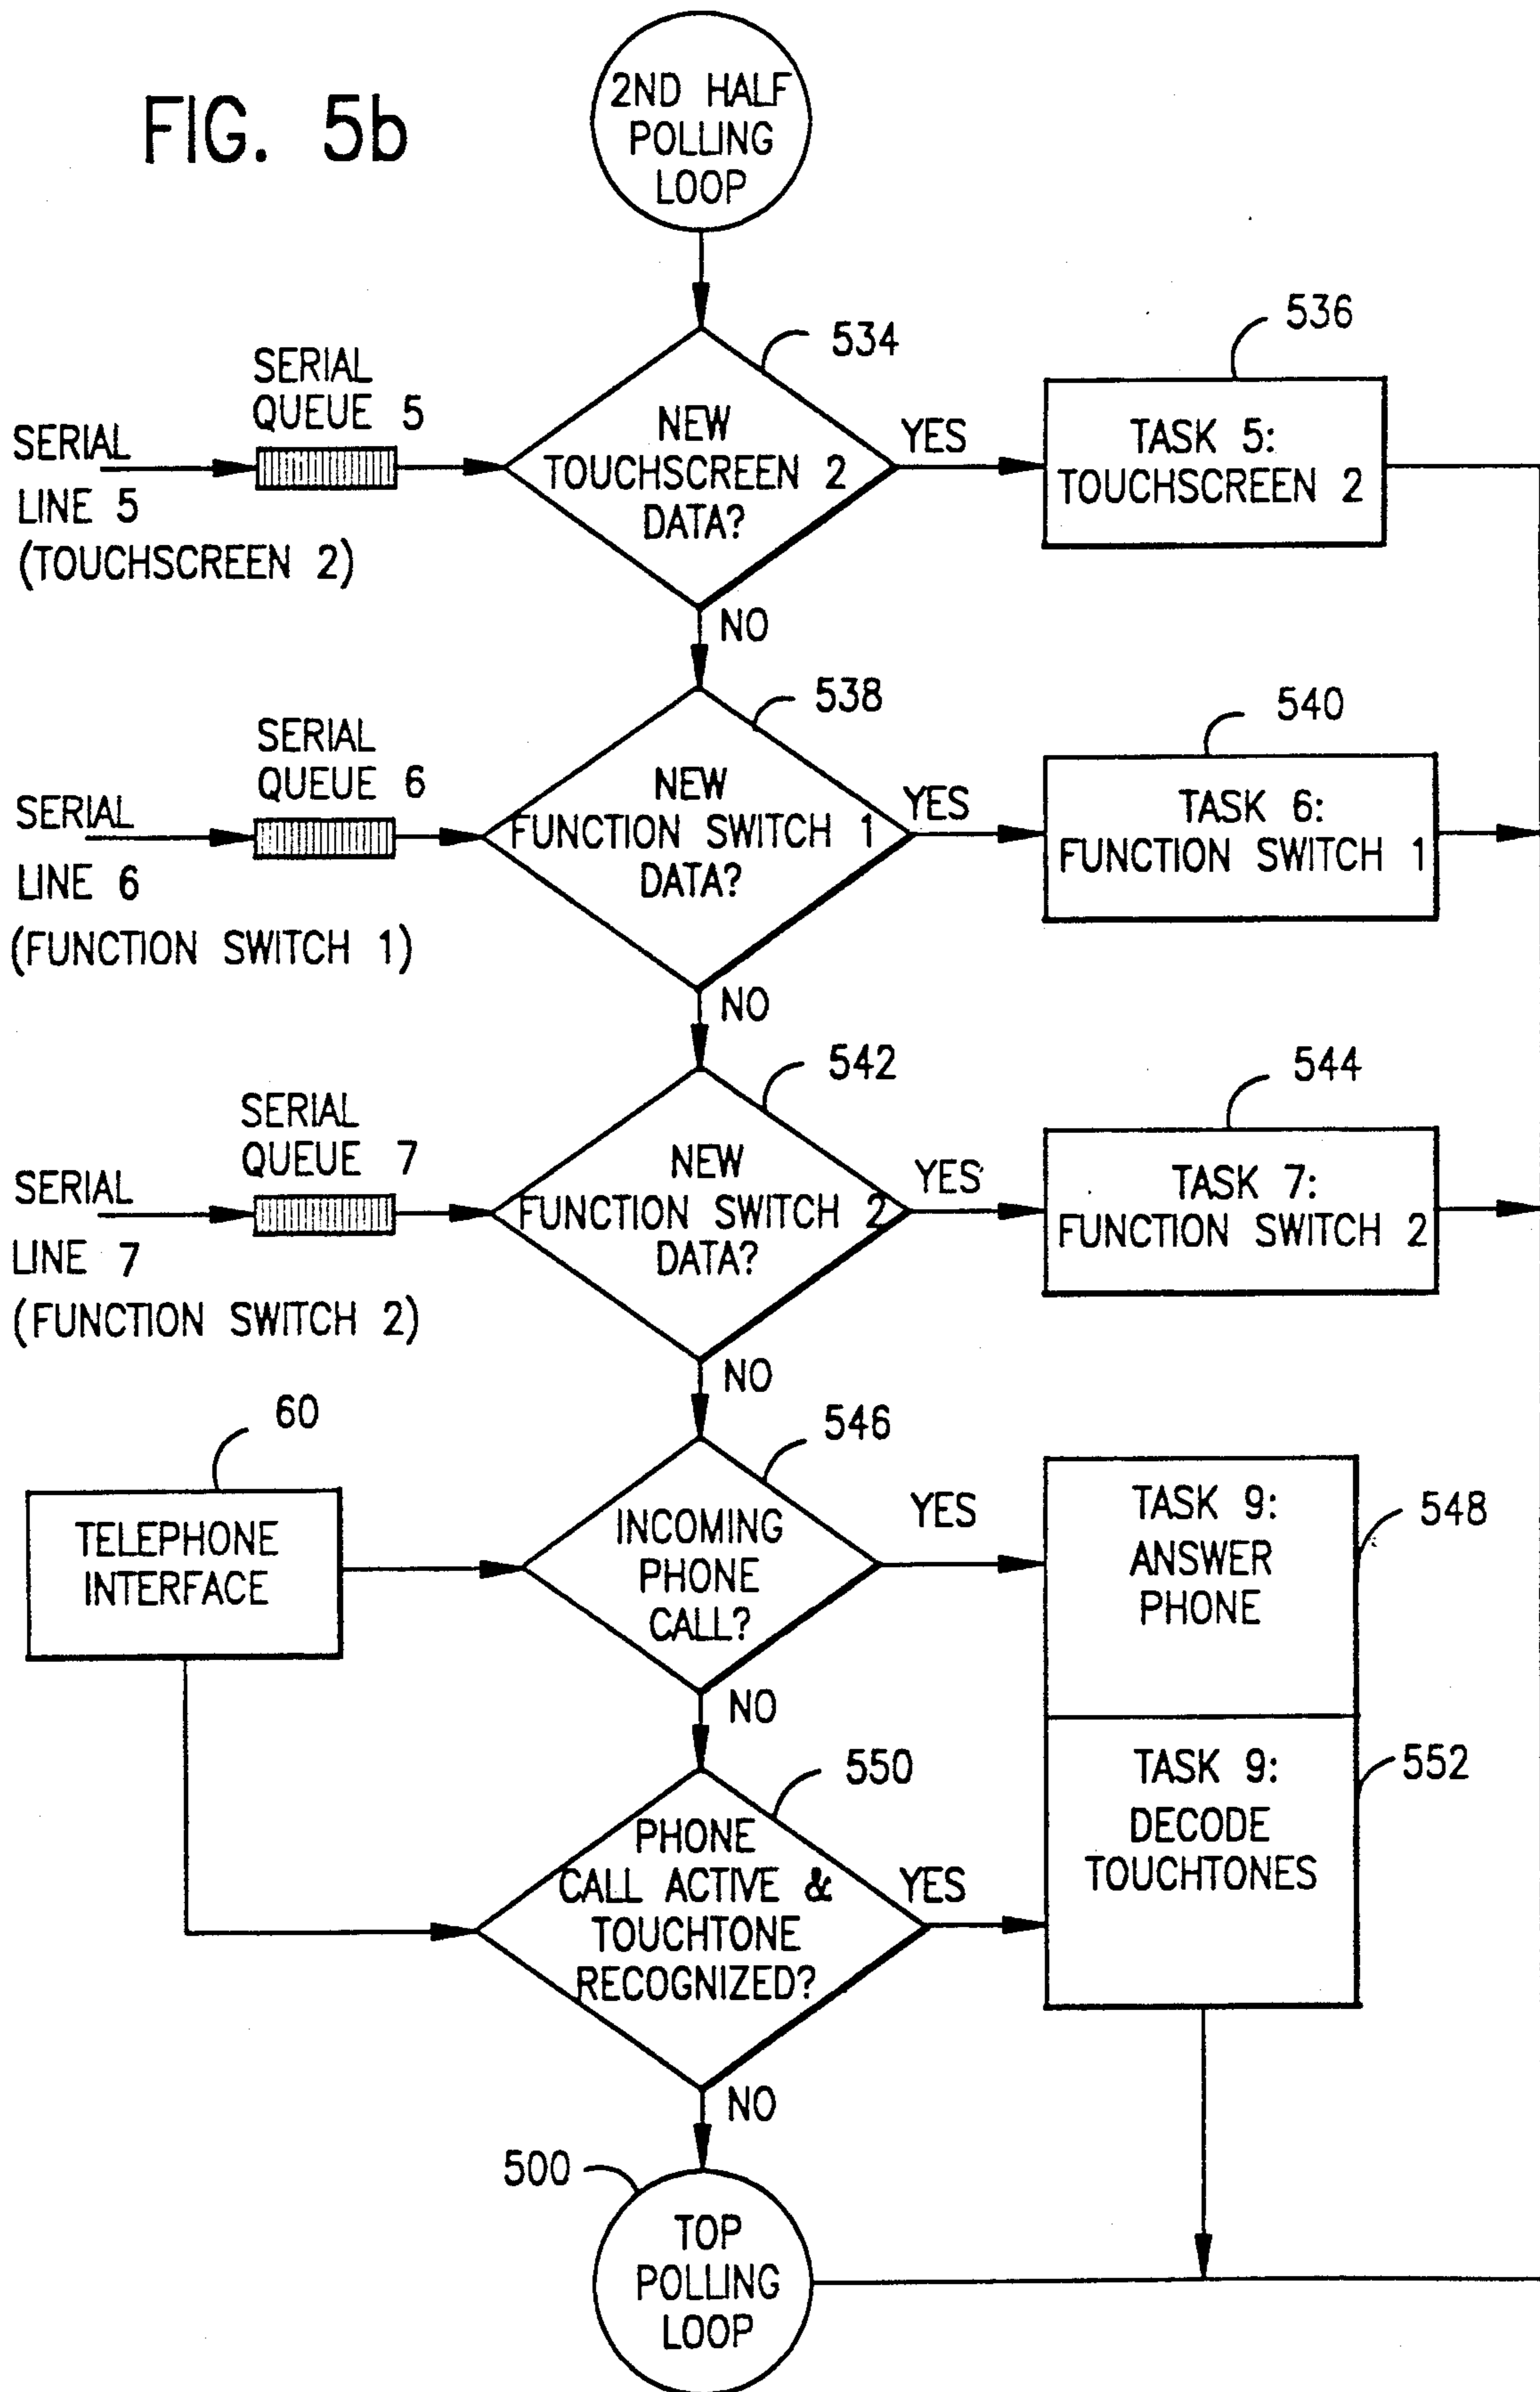 FIG. 5b
2ND HALF
POLLING
LOOP
534
536
SERIAL
QUEUE 5
SERIAL
LINE 5
(TOUCHSCREEN 2)
NEW
TOUCHSCREEN 2
DATA?
YES
TASK 5:
TOUCHSCREEN 2
NO
538
540
SERIAL
QUEUE 6
SERIAL
LINE 6
(FUNCTION SWITCH 1)
NEW
FUNCTION SWITCH 1
DATA?
YES
TASK 6:
FUNCTION SWITCH 1
NO
542
544
SERIAL
QUEUE 7
SERIAL
LINE 7
(FUNCTION SWITCH 2)
NEW
FUNCTION SWITCH 2
DATA?
YES
TASK 7:
FUNCTION SWITCH 2
NO
60
546
TELEPHONE
INTERFACE
INCOMING
PHONE
CALL?
YES
TASK 9:
ANSWER
PHONE
548
NO
550
PHONE
CALL ACTIVE &
TOUCHTONE
RECOGNIZED?
YES
TASK 9:
DECODE
TOUCHTONES
552
NO
500
TOP
POLLING
LOOP